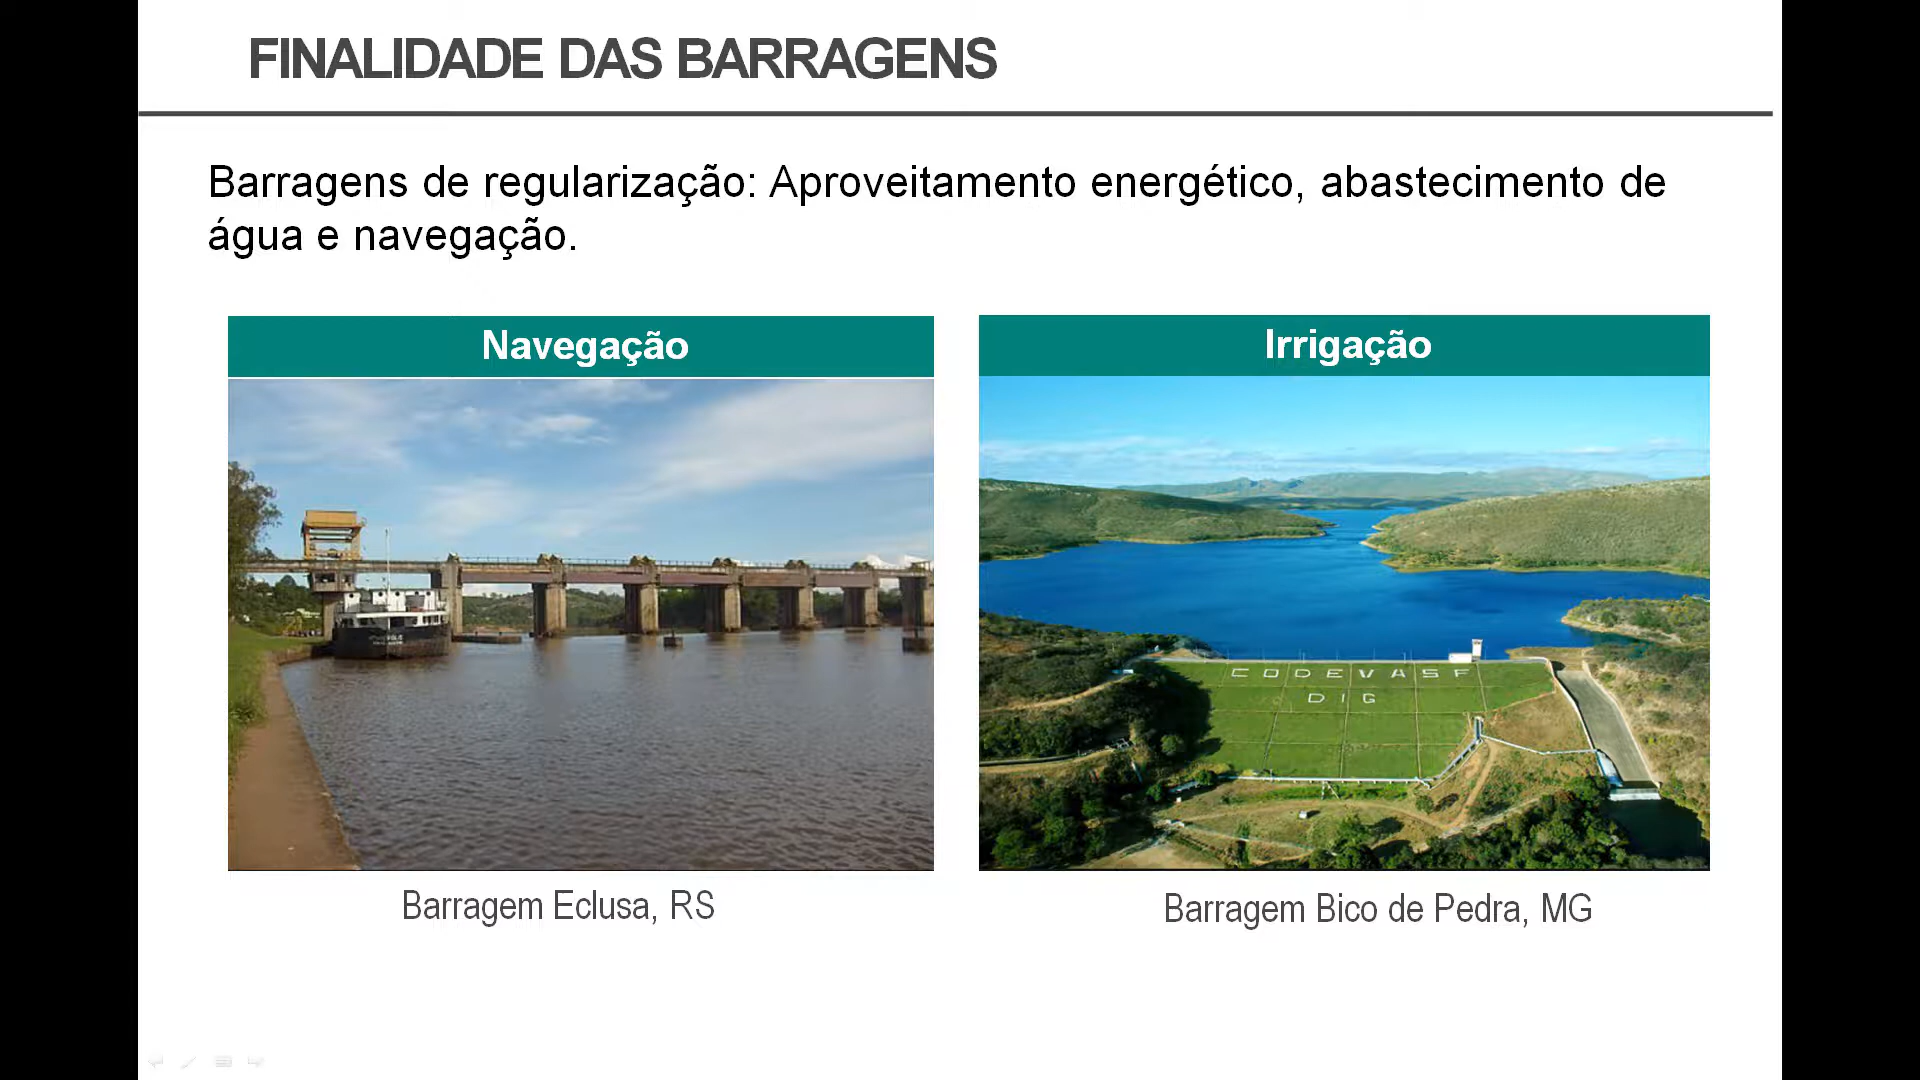 FINALIDADE DAS BARRAGENS
Barragens de regularização: Aproveitamento energético, abastecimento de
água e navegação.
Navegação
Irrigação
CODEVASF
DIG
Barragem Eclusa, RS
Barragem Bico de Pedra, MG